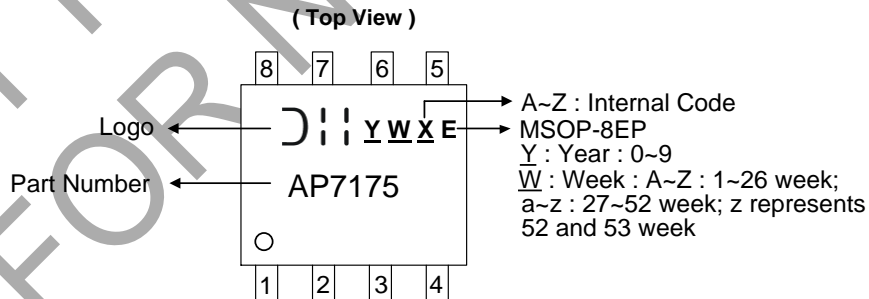 ( Top View )
8 7 6 5
Logo
Y W X E
Part Number
AP7175
1 2 3 4
A~Z : Internal Code
MSOP-8EP
Y : Year : 0~9
W : Week : A~Z : 1~26 week;
a~z : 27~52 week; z represents
52 and 53 week
FOR N